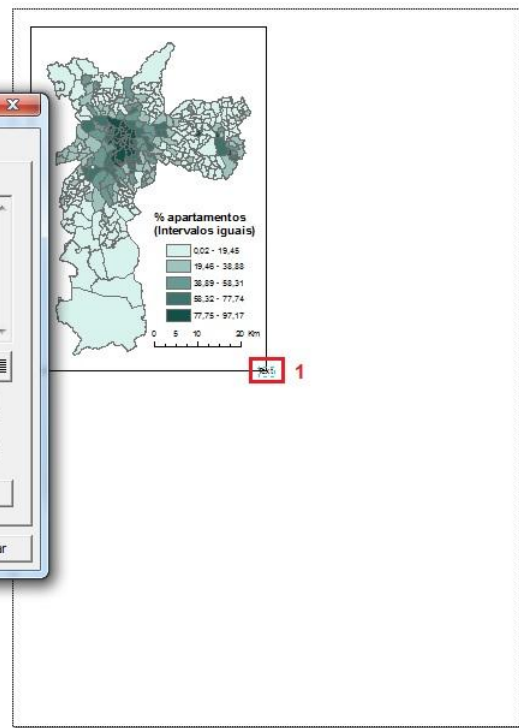 X
% apartamentos
(Intervalos iguais)
0,02 - 19,45
19,46 - 38,88
38,89 - 58,31
58,32 - 77,74
77,75 - 97,17
0 5 10 20 Km
Text
1